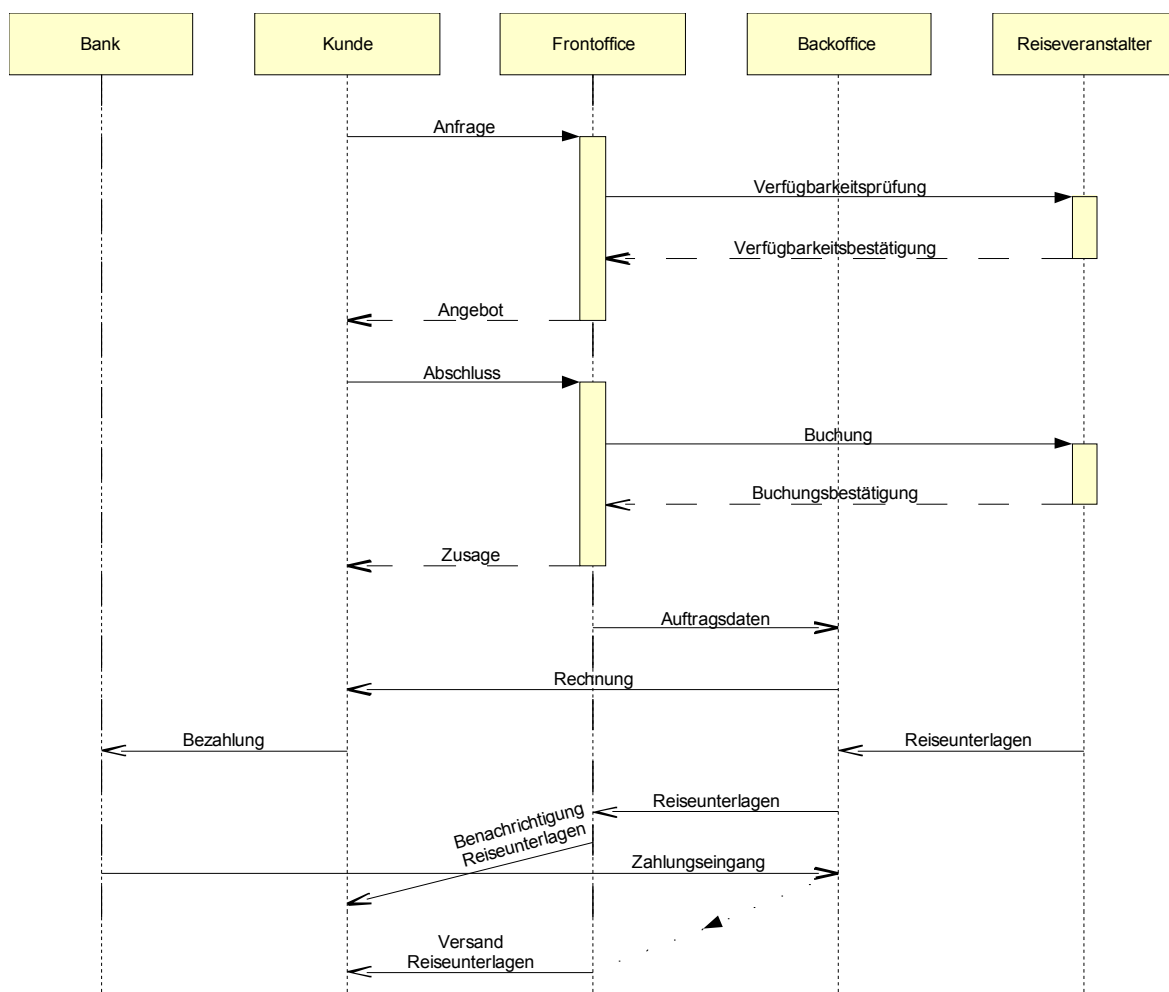 Bank
Kunde
Frontoffice
Backoffice
Reiseveranstalter
Anfrage
Verfügbarkeitsprüfung
Verfügbarkeitsbestätigung
Angebot
Abschluss
Buchung
Buchungsbestätigung
Zusage
Auftragsdaten
Rechnung
Bezahlung
Reiseunterlagen
Reiseunterlagen
Benachrichtigung
Reiseunterlagen
Zahlungseingang
Versand
Reiseunterlagen